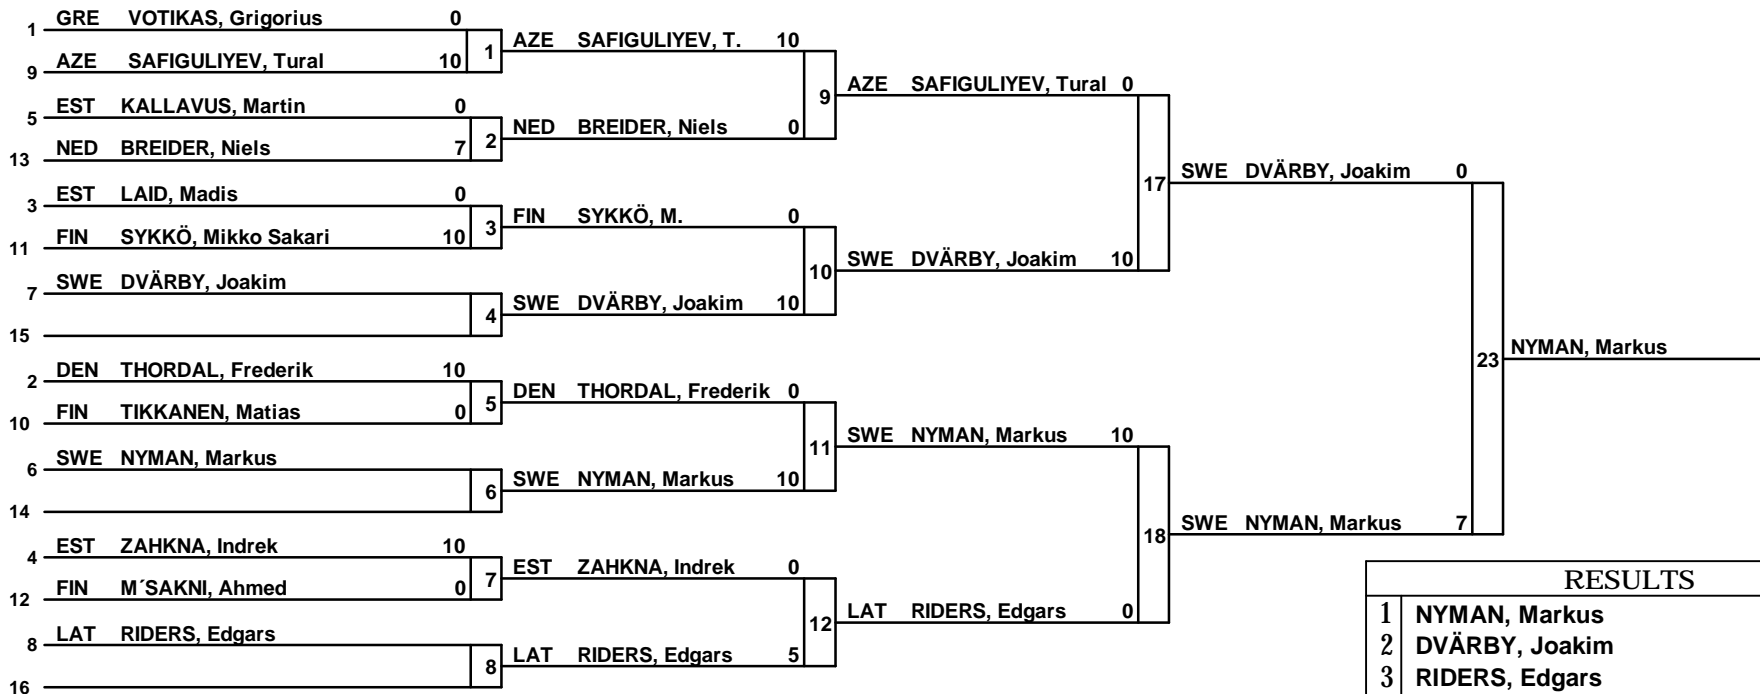 GRE VOTIKAS, Grigorius 0
1
1
AZE SAFIGULIYEV, T. 10
AZE SAFIGULIYEV, Tural 10
9
9
AZE SAFIGULIYEV, Tural 0
EST KALLAVUS, Martin 0
5
2
NED BREIDER, Niels 0
NED BREIDER, Niels 7
13
17
SWE DVÄRBY, Joakim 0
EST LAID, Madis 0
3
3
FIN SYKKÖ, M. 0
FIN SYKKÖ, Mikko Sakari 10
11
10
SWE DVÄRBY, Joakim 10
SWE DVÄRBY, Joakim
7
4
SWE DVÄRBY, Joakim 10
15
23
NYMAN, Markus
DEN THORDAL, Frederik 10
2
5
DEN THORDAL, Frederik 0
FIN TIKKANEN, Matias 0
10
11
SWE NYMAN, Markus 10
SWE NYMAN, Markus
6
6
SWE NYMAN, Markus 10
14
18
SWE NYMAN, Markus 7
EST ZAHKNA, Indrek 10
4
7
EST ZAHKNA, Indrek 0
FIN M´SAKNI, Ahmed 0
12
12
LAT RIDERS, Edgars 0
LAT RIDERS, Edgars
8
8
LAT RIDERS, Edgars 5
16
RESULTS
1 NYMAN, Markus
2 DVÄRBY, Joakim
3 RIDERS, Edgars